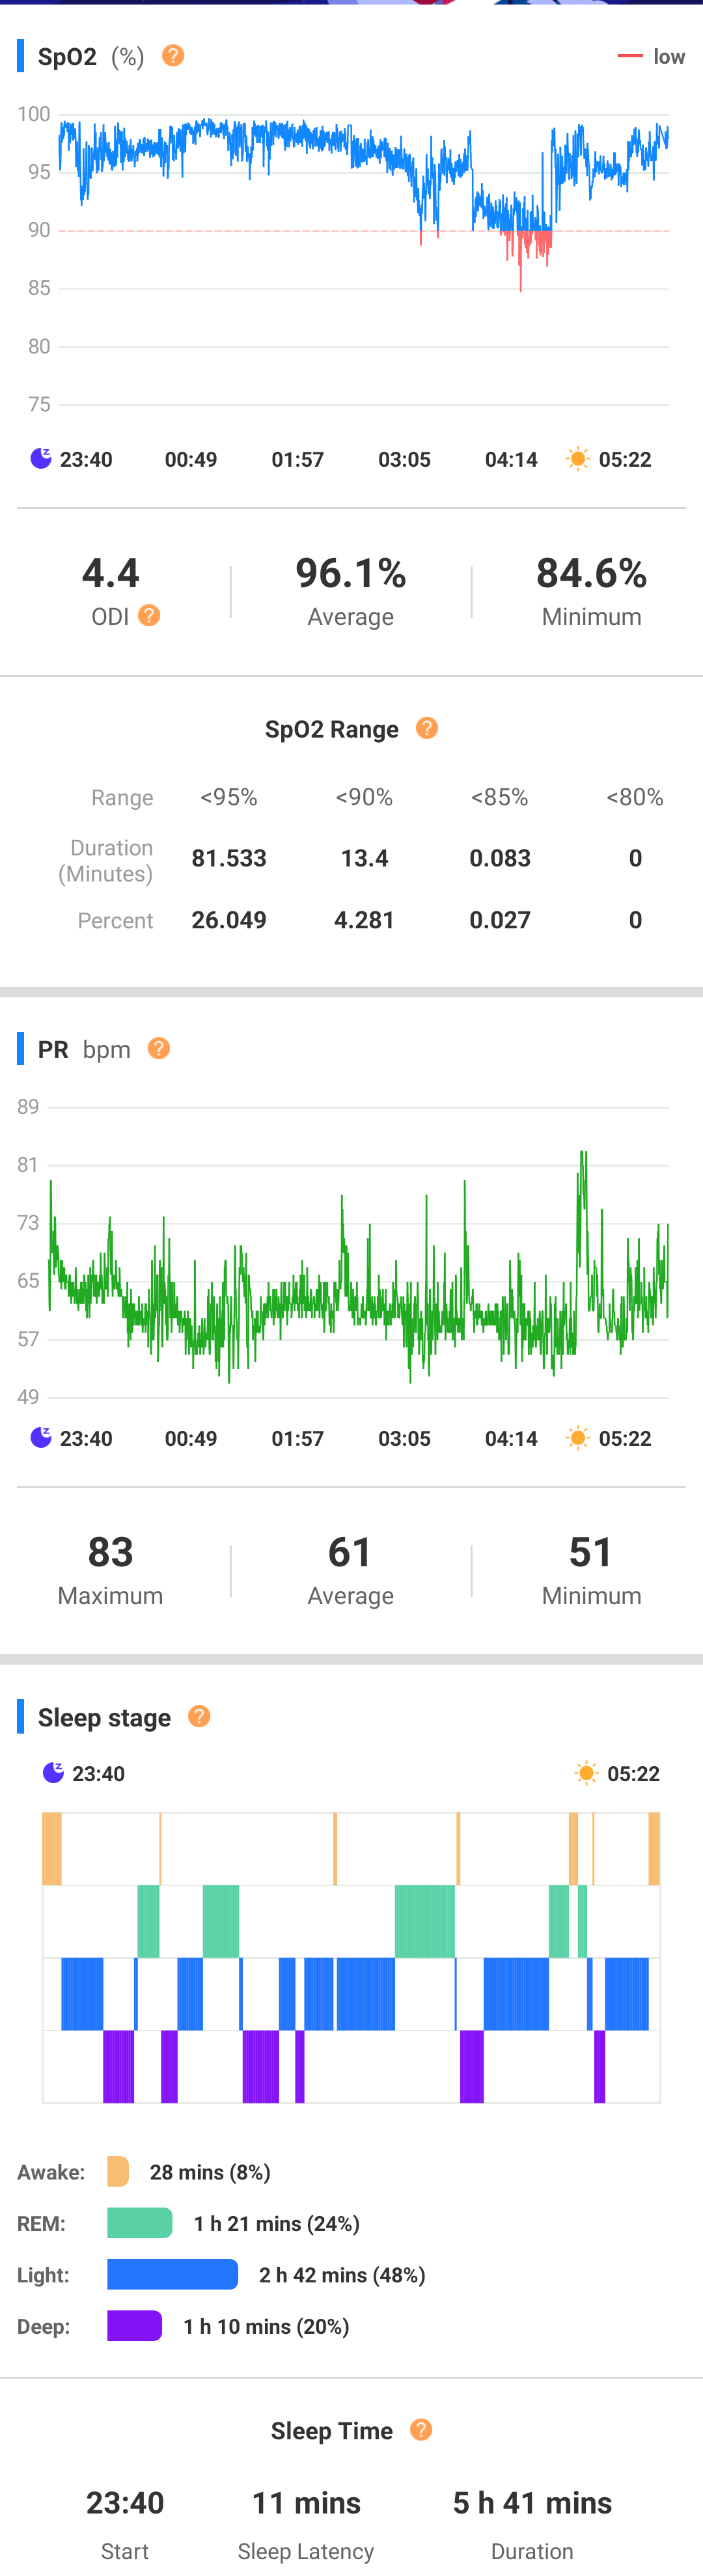 SpO2 (%) ? low
100
95
90
85
80
75
23:40 00:49 01:57 03:05 04:14 05:22
4.4 96.1% 84.6%
ODI ? Average Minimum
SpO2 Range ?
Range <95% <90% <85% <80%
Duration
(Minutes) 81.533 13.4 0.083 0
Percent 26.049 4.281 0.027 0
PR bpm ?
89
81
73
65
57
49
z 23:40 00:49 01:57 03:05 04:14 05:22
83 61 51
Maximum Average Minimum
Sleep stage ?
z 23:40 05:22
Awake: 28 mins (8%)
REM: 1 h 21 mins (24%)
Light: 2 h 42 mins (48%)
Deep: 1 h 10 mins (20%)
Sleep Time ?
23:40 11 mins 5 h 41 mins
Start Sleep Latency Duration